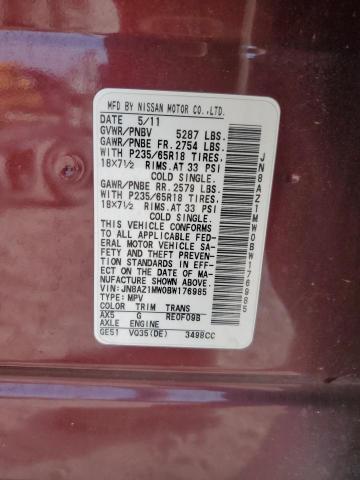 MFD BY NISSAN MOTOR CO.,LTD.
DATE 5/11
GVWR/PNBV 5287 LBS.
GAWR/PNBE FR. 2754 LBS.
WITH P235/65R18 TIRES,
18X7½ RIMS.AT 33 PSI
COLD SINGLE.
GAWR/PNBE RR. 2579 LBS.
WITH P235/65R18 TIRES,
18X7½ RIMS.AT 33 PSI
COLD SINGLE.
THIS VEHICLE CONFORMS
TO ALL APPLICABLE FED-
ERAL MOTOR VEHICLE SA-
FETY AND THEFT PREVEN-
TION STANDARDS IN EFF-
ECT ON THE DATE OF MA-
NUFACTURE SHOWN ABOVE.
VIN: JN8AZ1MW0BW176985
TYPE: MPV
COLOR TRIM TRANS
AX5 G RE0F09B
AXLE ENGINE
GE51 VQ35(DE) 3498CC
JN8AZ1MW0BW176985